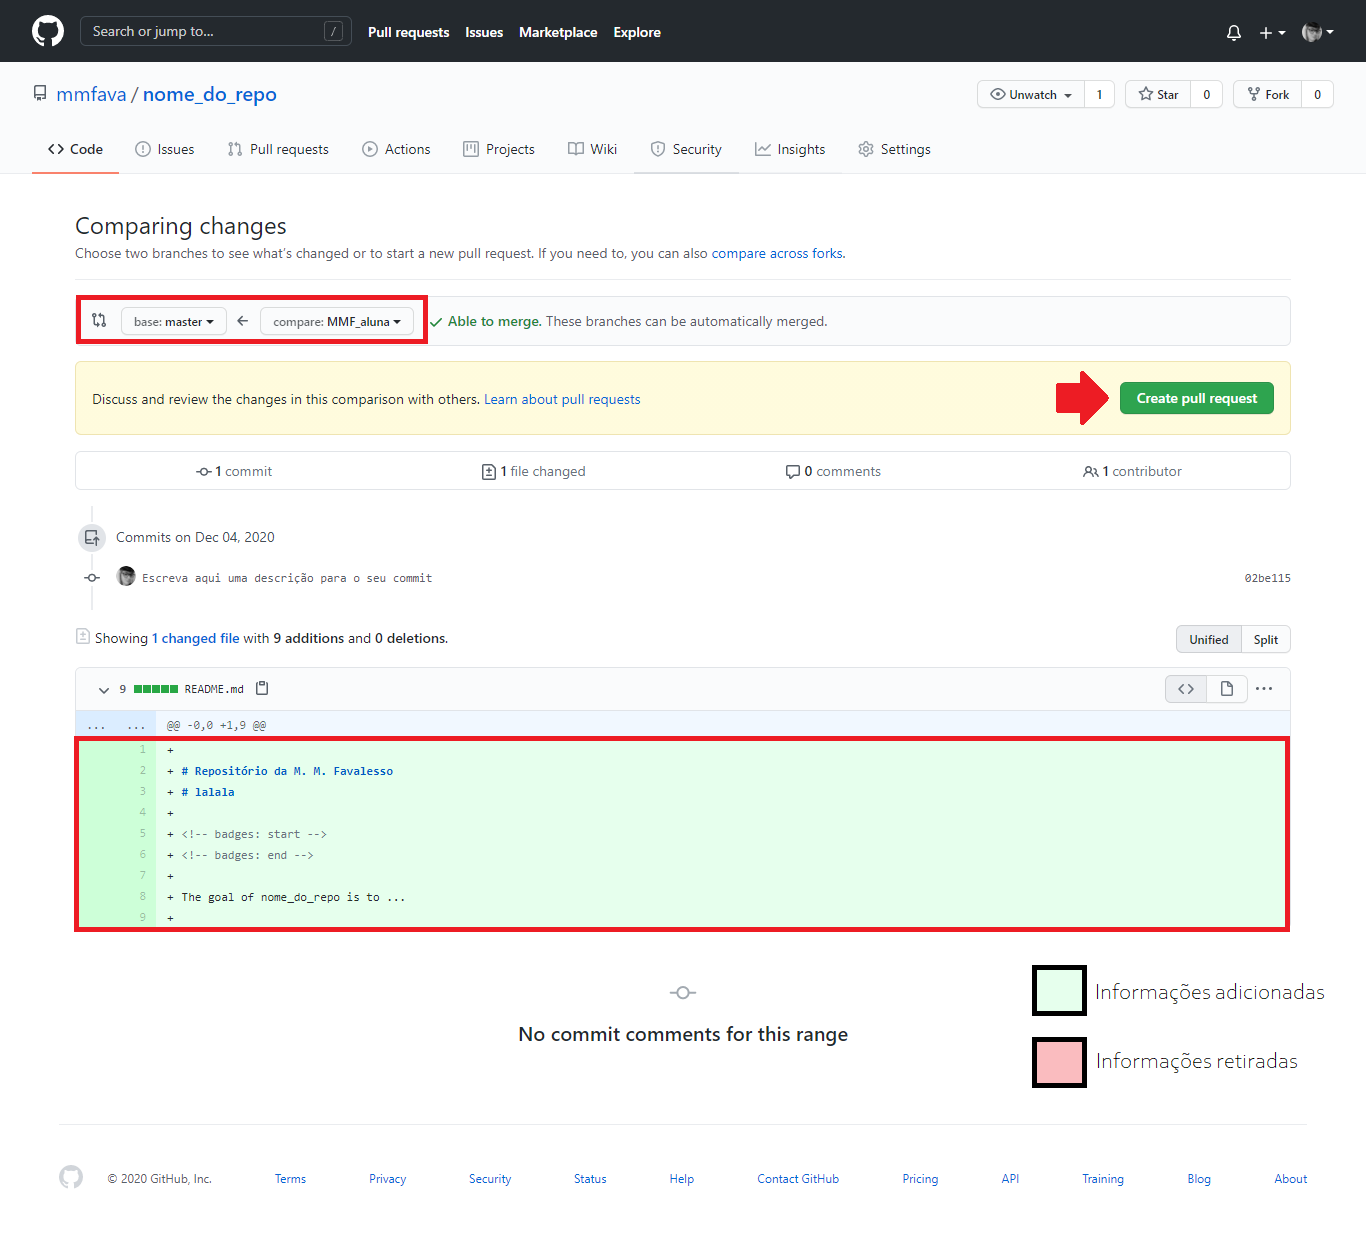 Search or jump to... /
Pull requests Issues Marketplace Explore
mmfava / nome_do_repo
Unwatch 1 Star 0 Fork 0
Code Issues Pull requests Actions Projects Wiki Security Insights Settings
Comparing changes
Choose two branches to see what's changed or to start a new pull request. If you need to, you can also compare across forks.
base: master ← compare: MMF_aluna ✓ Able to merge. These branches can be automatically merged.
Discuss and review the changes in this comparison with others. Learn about pull requests
Create pull request
1 commit 1 file changed 0 comments 1 contributor
Commits on Dec 04, 2020
Escreva aqui uma descrição para o seu commit 02be115
Showing 1 changed file with 9 additions and 0 deletions.
Unified Split
9 README.md ...
... ... @@ -0,0 +1,9 @@
1 +
2 + # Repositório da M. M. Favalesso
3 + # lalala
4 +
5 + <!-- badges: start -->
6 + <!-- badges: end -->
7 +
8 + The goal of nome_do_repo is to ...
9 +
Informações adicionadas
No commit comments for this range
Informações retiradas
© 2020 GitHub, Inc. Terms Privacy Security Status Help Contact GitHub Pricing API Training Blog About